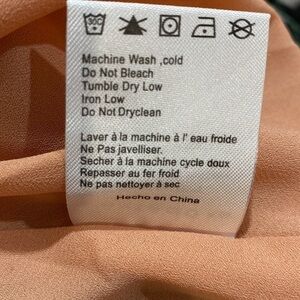 30C
Machine Wash ,cold
Do Not Bleach
Tumble Dry Low
Iron Low
Do Not Dryclean
Laver à la machine à l' eau froide
Ne Pas javelliser.
Secher à la machine cycle doux
Repasser au fer froid
Ne pas nettoyer à sec
Hecho en China